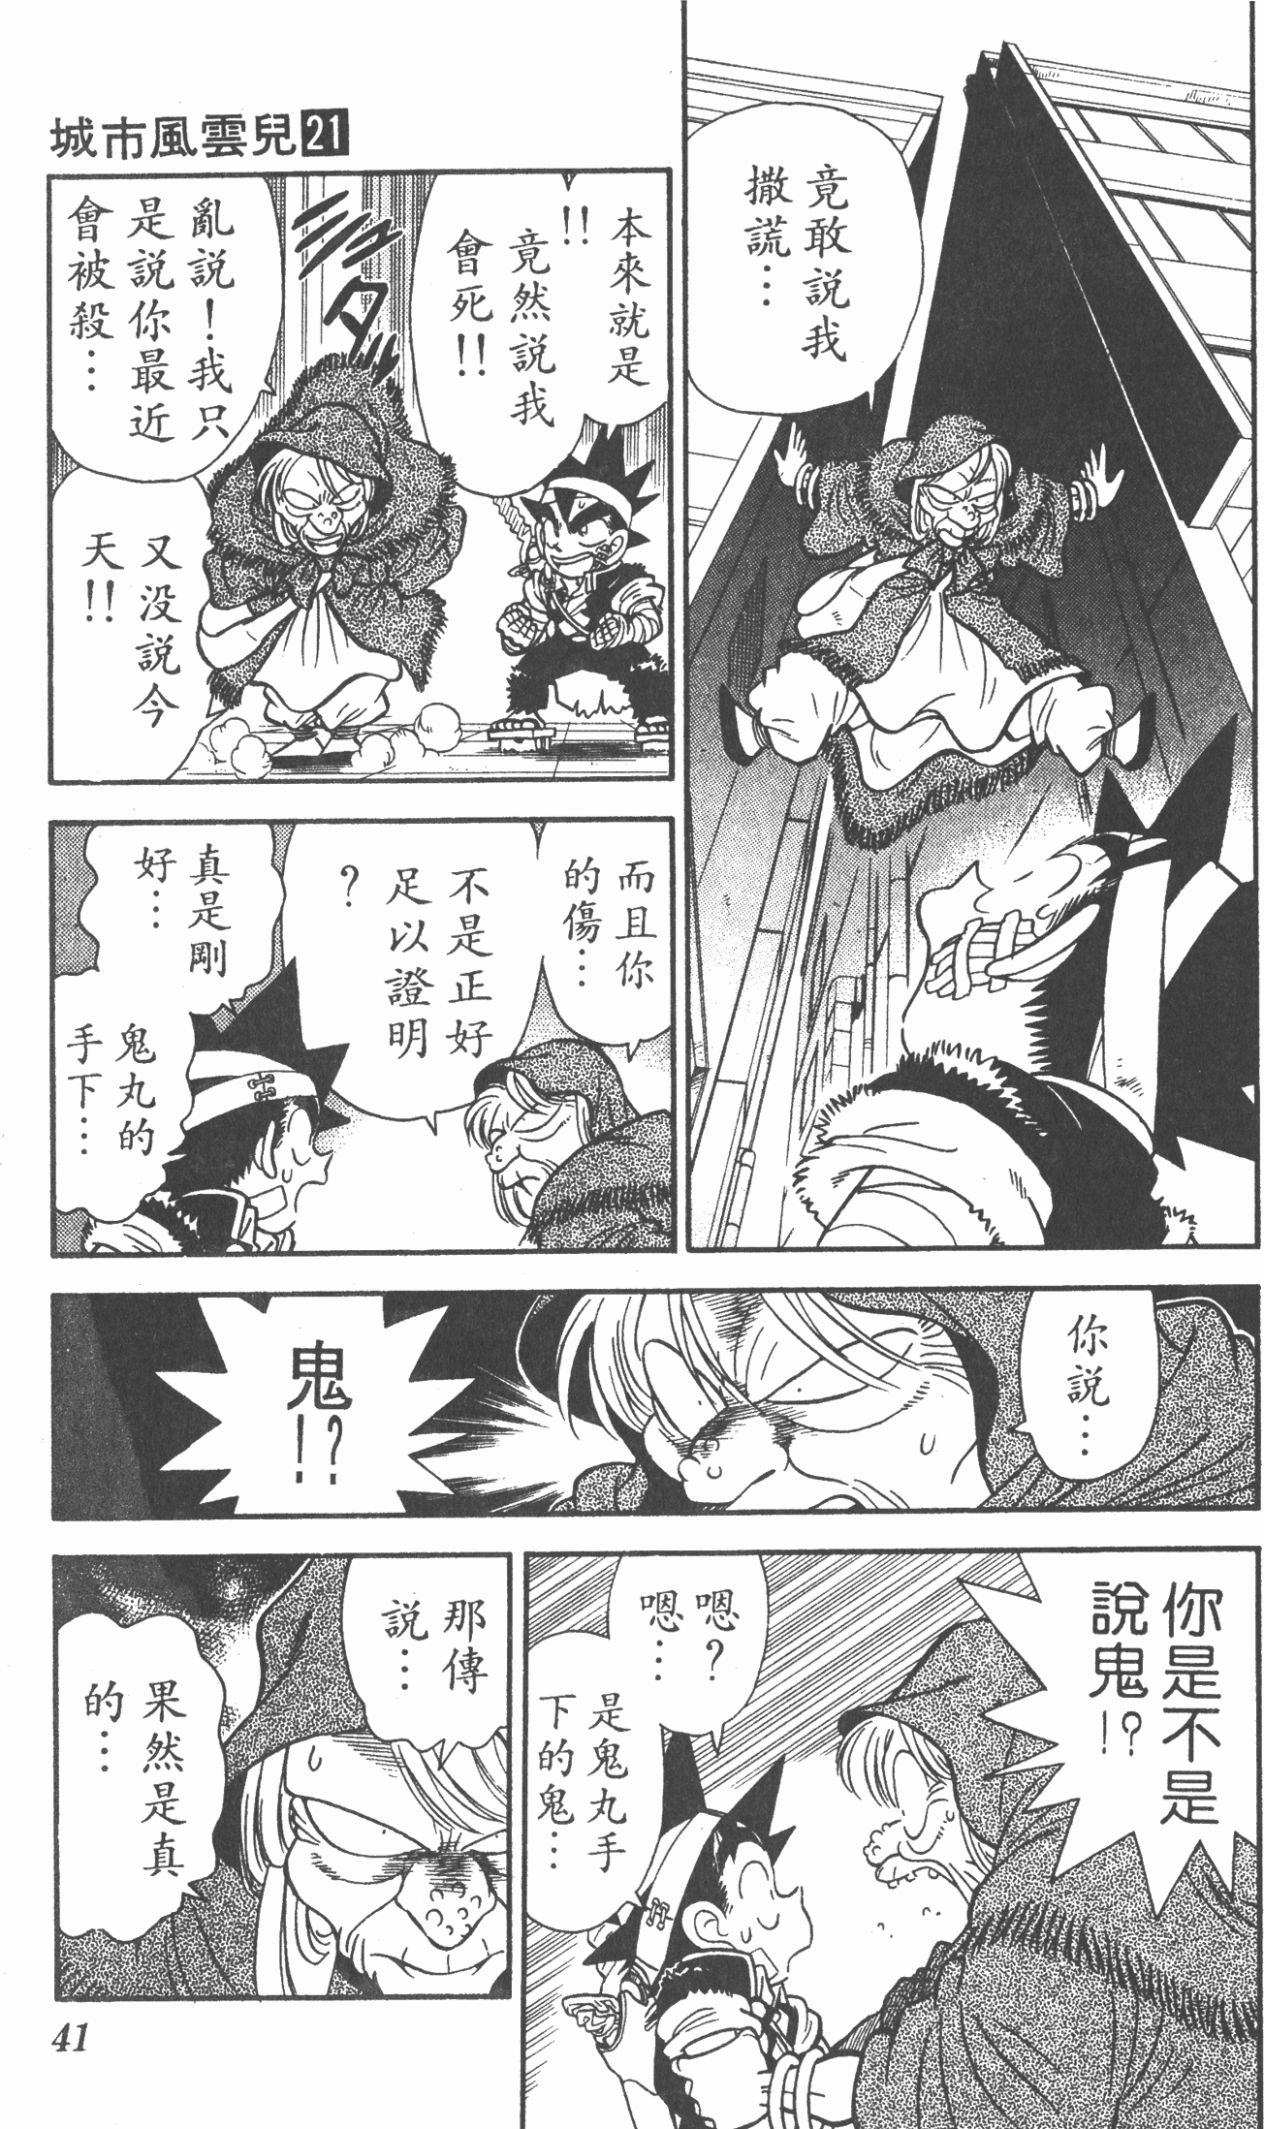 城市風雲兒21
竟敢說我
撒謊…
本來就是
!!
竟然說我
會死!!
シュ
タ
亂說!我只
是說你最近
會被殺…
又没說今
天!!
而且你
的傷…
不是正好
足以證明
?
真是剛
好…
鬼丸的
手下…
你說…
鬼!?
你是不是
說鬼!?
嗯?
嗯…
是鬼丸手
下的鬼…
那傳
說…
果然是真
的…
41